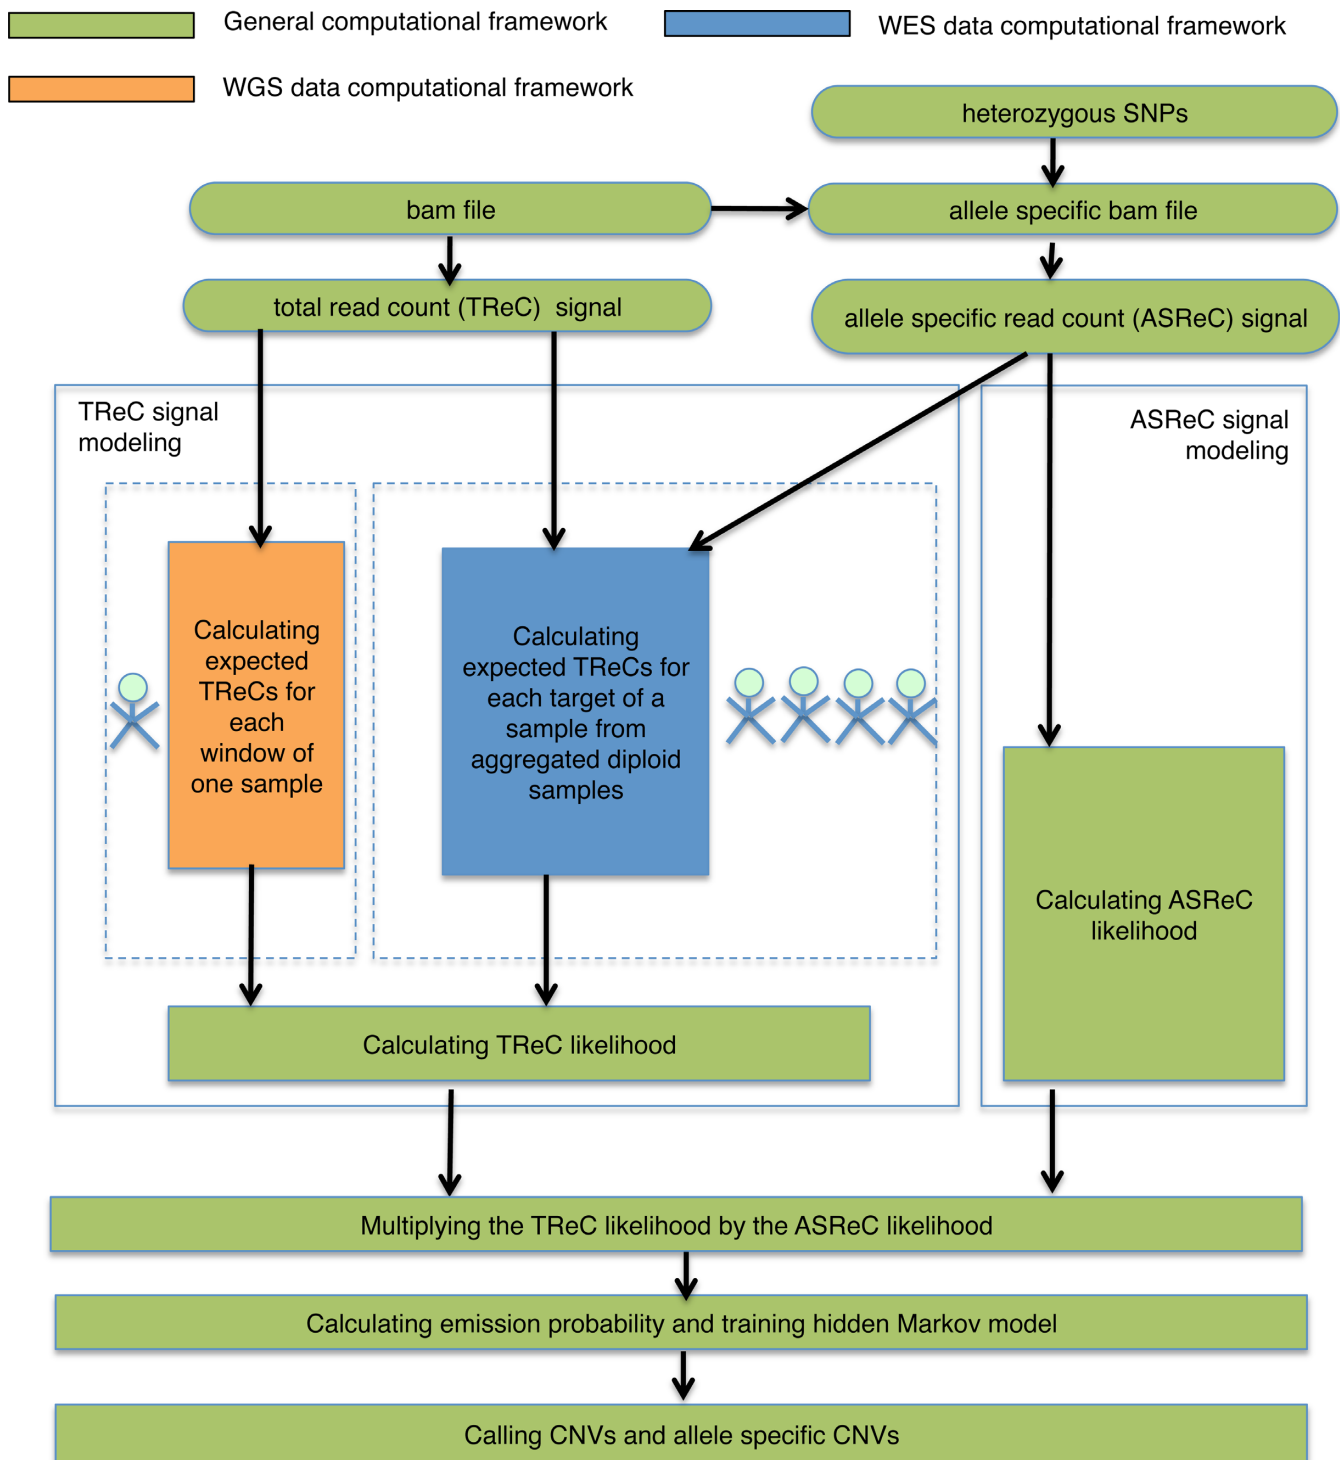 General computational framework
WES data computational framework
WGS data computational framework
heterozygous SNPs
bam file
allele specific bam file
total read count (TReC) signal
allele specific read count (ASReC) signal
TReC signal
modeling
ASReC signal
modeling
Calculating
expected
TReCs for
each
window of
one sample
Calculating
expected TReCs for
each target of a
sample from
aggregated diploid
samples
Calculating ASReC
likelihood
Calculating TReC likelihood
Multiplying the TReC likelihood by the ASReC likelihood
Calculating emission probability and training hidden Markov model
Calling CNVs and allele specific CNVs